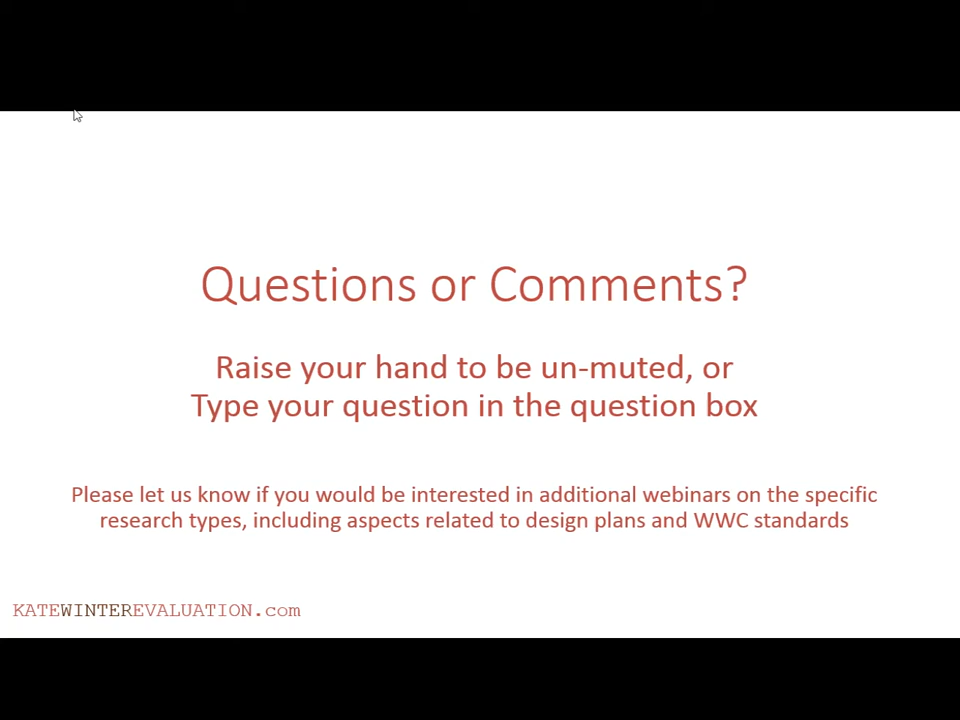 Questions or Comments?
Raise your hand to be un-muted, or
Type your question in the question box
Please let us know if you would be interested in additional webinars on the specific
research types, including aspects related to design plans and WWC standards
KATEWINTEREVALUATION.com